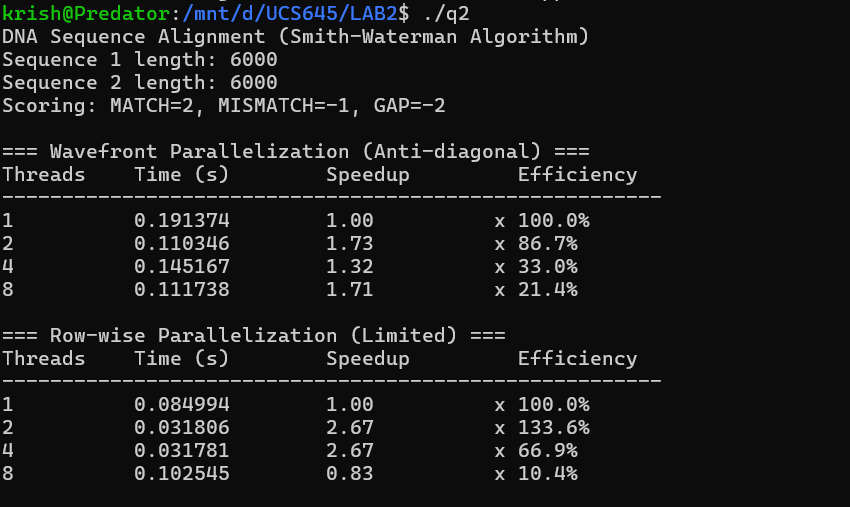 krish@Predator:/mnt/d/UCS645/LAB2$ ./q2
DNA Sequence Alignment (Smith-Waterman Algorithm)
Sequence 1 length: 6000
Sequence 2 length: 6000
Scoring: MATCH=2, MISMATCH=-1, GAP=-2

=== Wavefront Parallelization (Anti-diagonal) ===
Threads    Time (s)        Speedup         Efficiency
-------------------------------------------------------
1          0.191374        1.00          x 100.0%
2          0.110346        1.73          x 86.7%
4          0.145167        1.32          x 33.0%
8          0.111738        1.71          x 21.4%

=== Row-wise Parallelization (Limited) ===
Threads    Time (s)        Speedup         Efficiency
-------------------------------------------------------
1          0.084994        1.00          x 100.0%
2          0.031806        2.67          x 133.6%
4          0.031781        2.67          x 66.9%
8          0.102545        0.83          x 10.4%